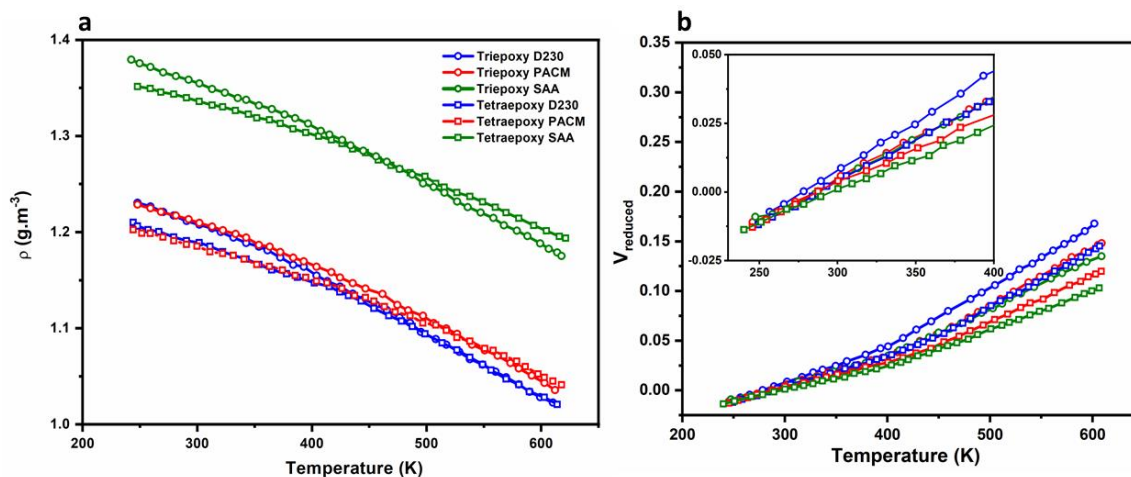 a
1.4
1.3
1.2
1.1
1.0
200
300
400
500
600
ρ (g.m⁻³)
Temperature (K)
Triepoxy D230
Triepoxy PACM
Triepoxy SAA
Tetraepoxy D230
Tetraepoxy PACM
Tetraepoxy SAA
b
0.35
0.30
0.25
0.20
0.15
0.10
0.05
0.00
200
300
400
500
600
V_reduced
Temperature (K)
0.050
0.025
0.000
-0.025
250
300
350
400